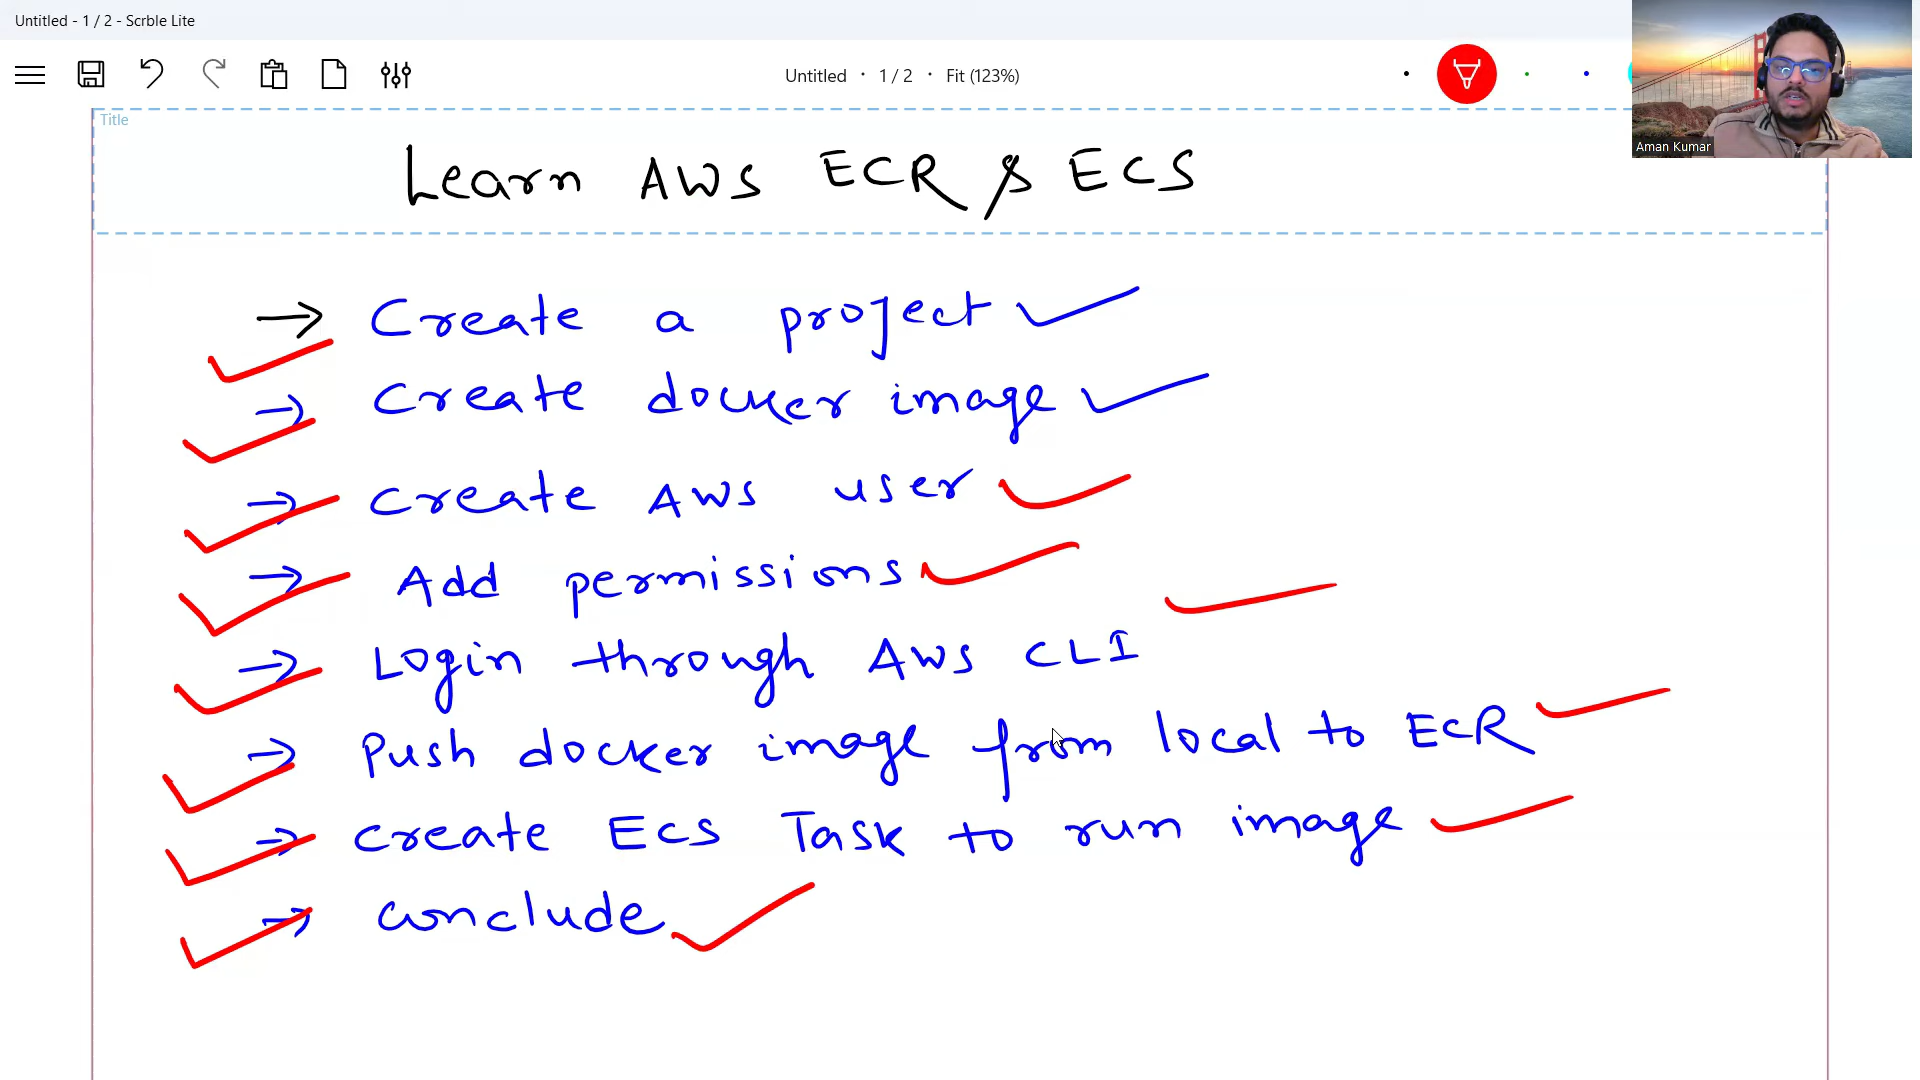 Untitled - 1 / 2 - Scrble Lite
Untitled • 1 / 2 • Fit (123%)
Aman Kumar
Title
Learn AWS ECR & ECS
→ Create a project
→ Create docker image
→ Create AWS user
→ Add permissions
→ Login through AWS CLI
→ Push docker image from local to ECR
→ Create ECS Task to run image
→ conclude